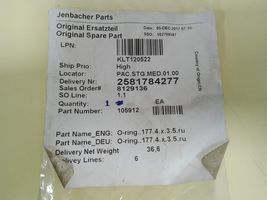 Jenbacher Parts
Original Ersatzteil
Original Spare Part
LPN:
KLT120522
Ship Prio: High
Locator: PAC.STG.MED.01.00
Delivery Nr 2581784277
Sales Order# 8129136
SO Line: 1.1
Quantity: 1 EA
Part Number: 105912
Part Name_ENG: O-ring..177.4.x.3.5.ru
Part Name_DEU: O-ring..177.4.x.3.5.ru
Delivery Net Weight 36,6
Delivey Lines: 6